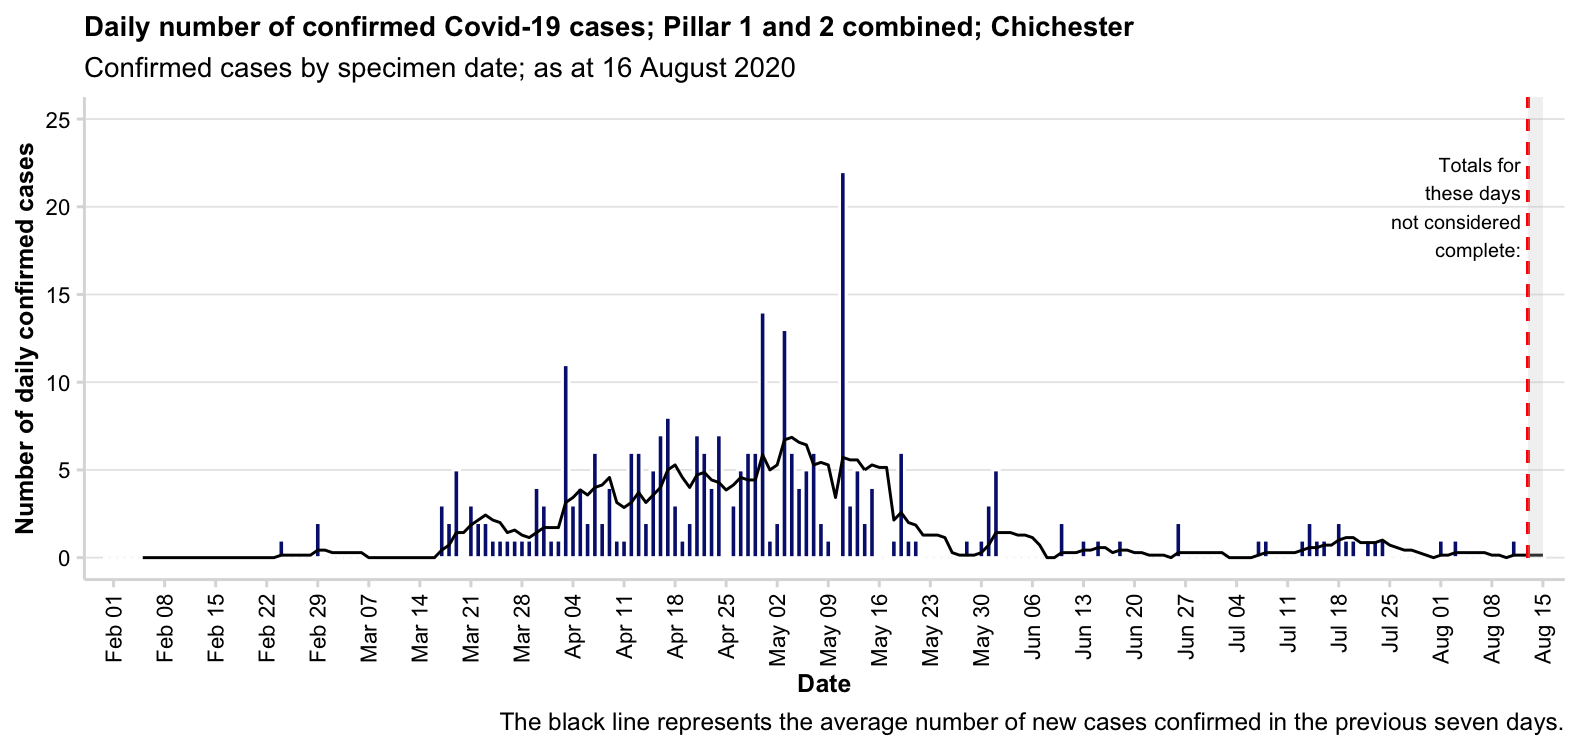 Daily number of confirmed Covid-19 cases; Pillar 1 and 2 combined; Chichester
Confirmed cases by specimen date; as at 16 August 2020
Number of daily confirmed cases
25
20
15
10
5
0
Totals for
these days
not considered
complete:
Feb 01
Feb 08
Feb 15
Feb 22
Feb 29
Mar 07
Mar 14
Mar 21
Mar 28
Apr 04
Apr 11
Apr 18
Apr 25
May 02
May 09
May 16
May 23
May 30
Jun 06
Jun 13
Jun 20
Jun 27
Jul 04
Jul 11
Jul 18
Jul 25
Aug 01
Aug 08
Aug 15
Date
The black line represents the average number of new cases confirmed in the previous seven days.